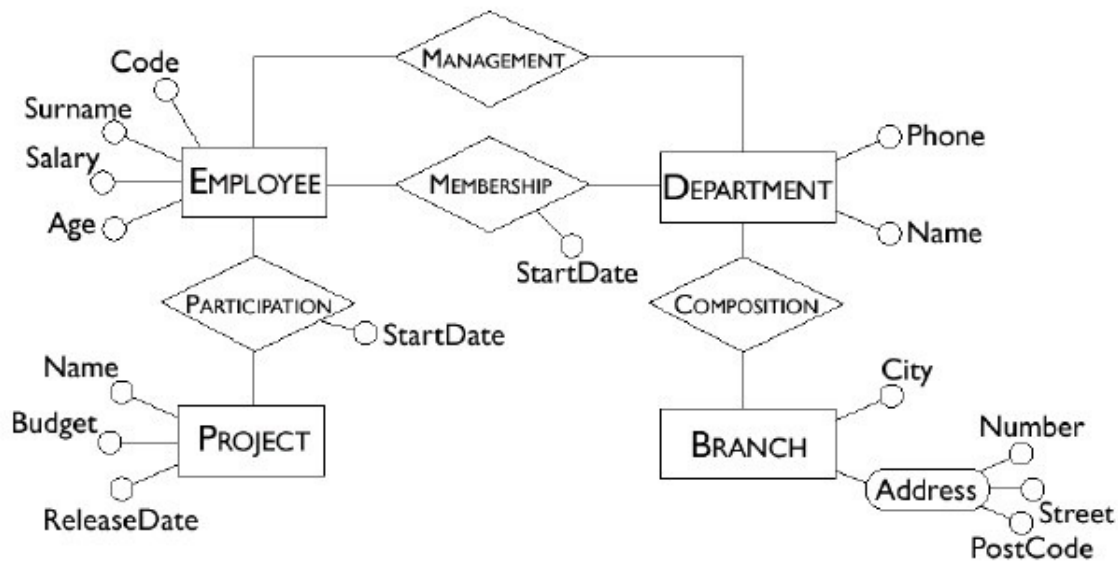 MANAGEMENT
Code
Surname
Salary
Age
EMPLOYEE
MEMBERSHIP
StartDate
DEPARTMENT
Phone
Name
PARTICIPATION
StartDate
COMPOSITION
Name
Budget
ReleaseDate
PROJECT
BRANCH
City
Address
Number
Street
PostCode